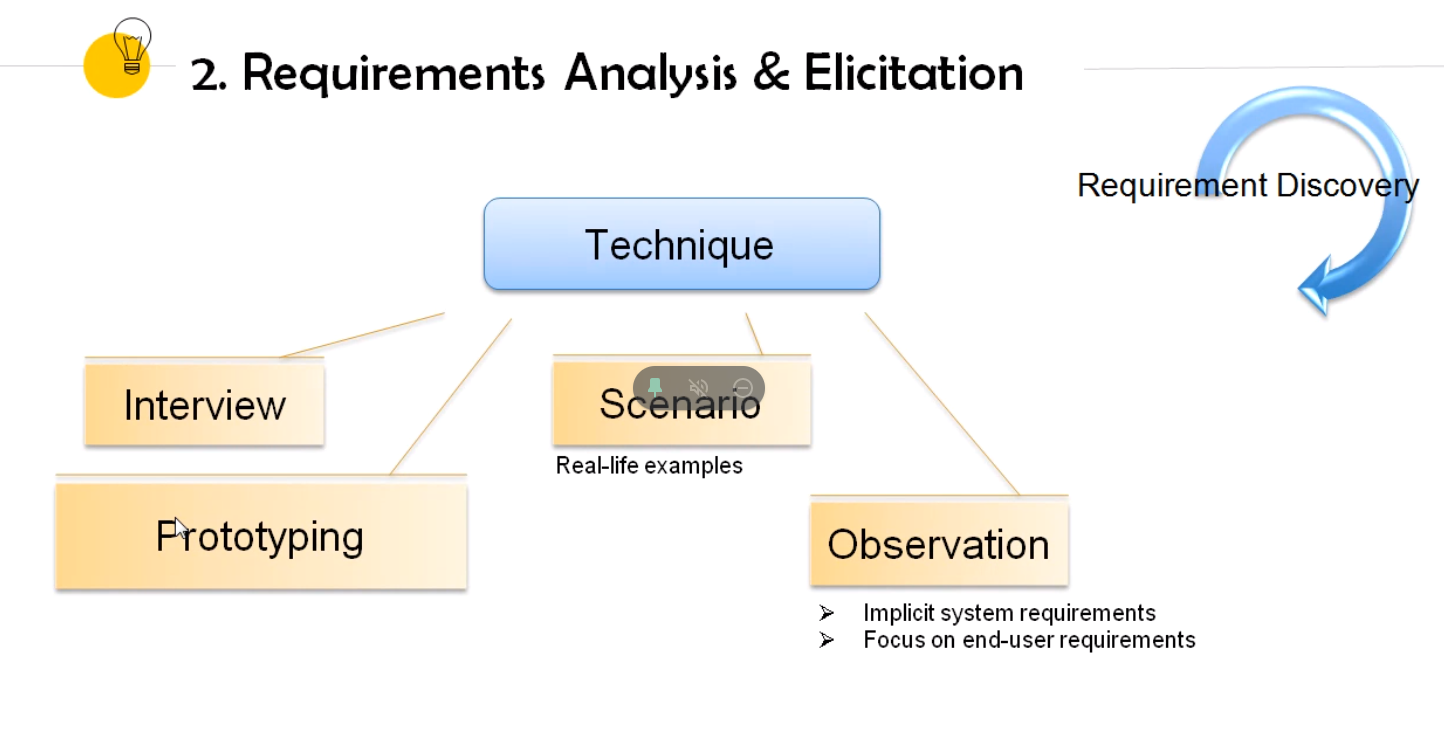 2. Requirements Analysis & Elicitation
Requirement Discovery
Technique
Interview
Scenario
Real-life examples
Prototyping
Observation
Implicit system requirements
Focus on end-user requirements